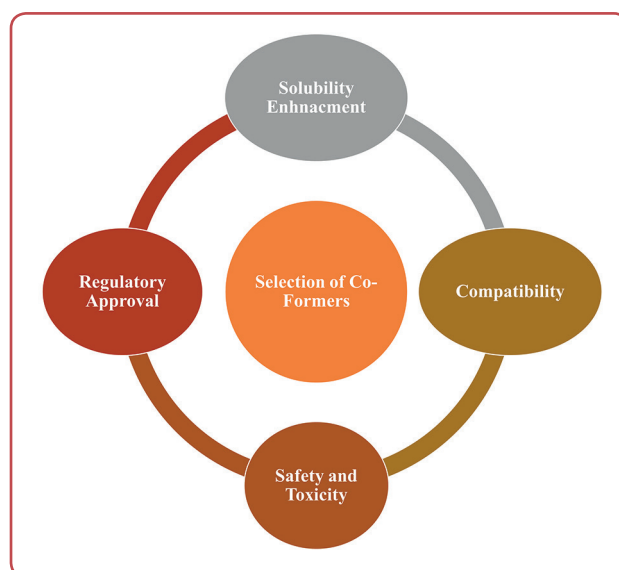 Solubility
Enhnacment
Regulatory
Approval
Selection of Co-
Formers
Compatibility
Safety and
Toxicity